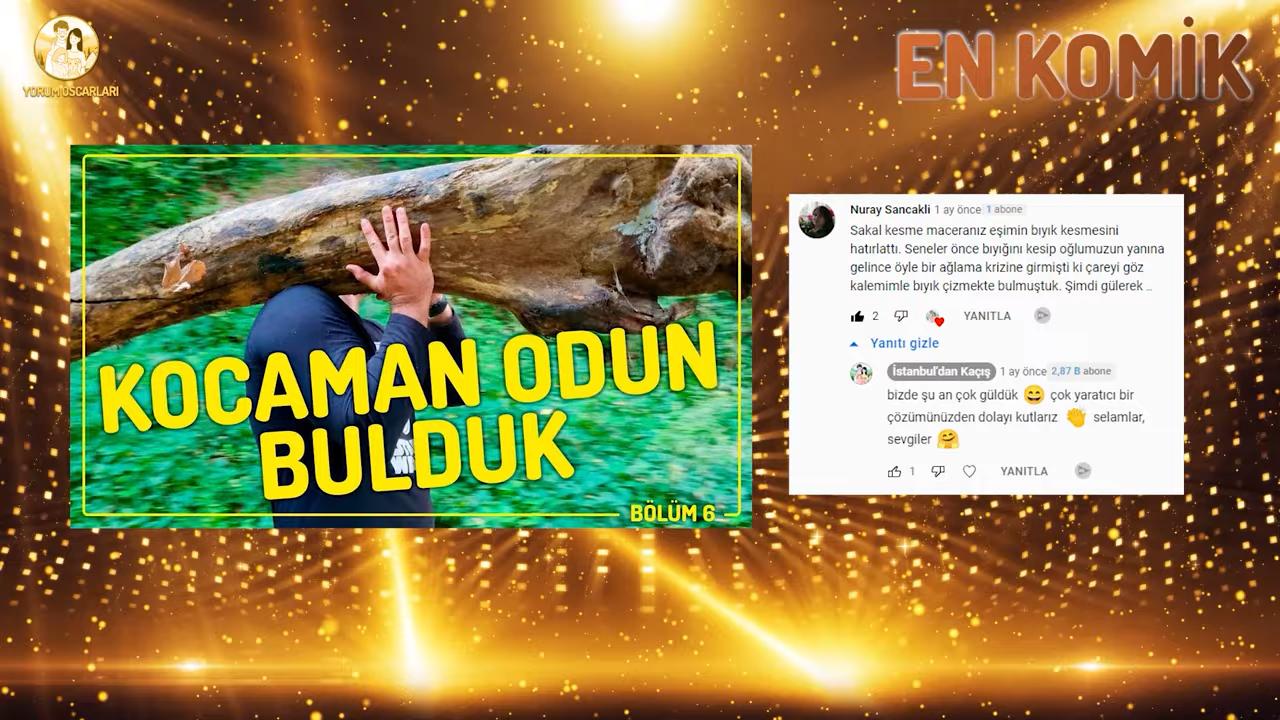 YORUM OSCARLARI
EN KOMİK
KOCAMAN ODUN
BULDUK
BÖLÜM 6
Nuray Sancakli 1 ay önce 1 abone
Sakal kesme maceranız eşimin bıyık kesmesini
hatırlattı. Seneler önce bıyığını kesip oğlumuzun yanına
gelince öyle bir ağlama krizine girmişti ki çareyi göz
kalemimle bıyık çizmekte bulmuştuk. Şimdi gülerek ..
2 YANITLA
Yanıtı gizle
İstanbul'dan Kaçış 1 ay önce 2,87 B abone
bizde şu an çok güldük 😄 çok yaratıcı bir
çözümünüzden dolayı kutlarız 👏 selamlar,
sevgiler 🤗
1 YANITLA